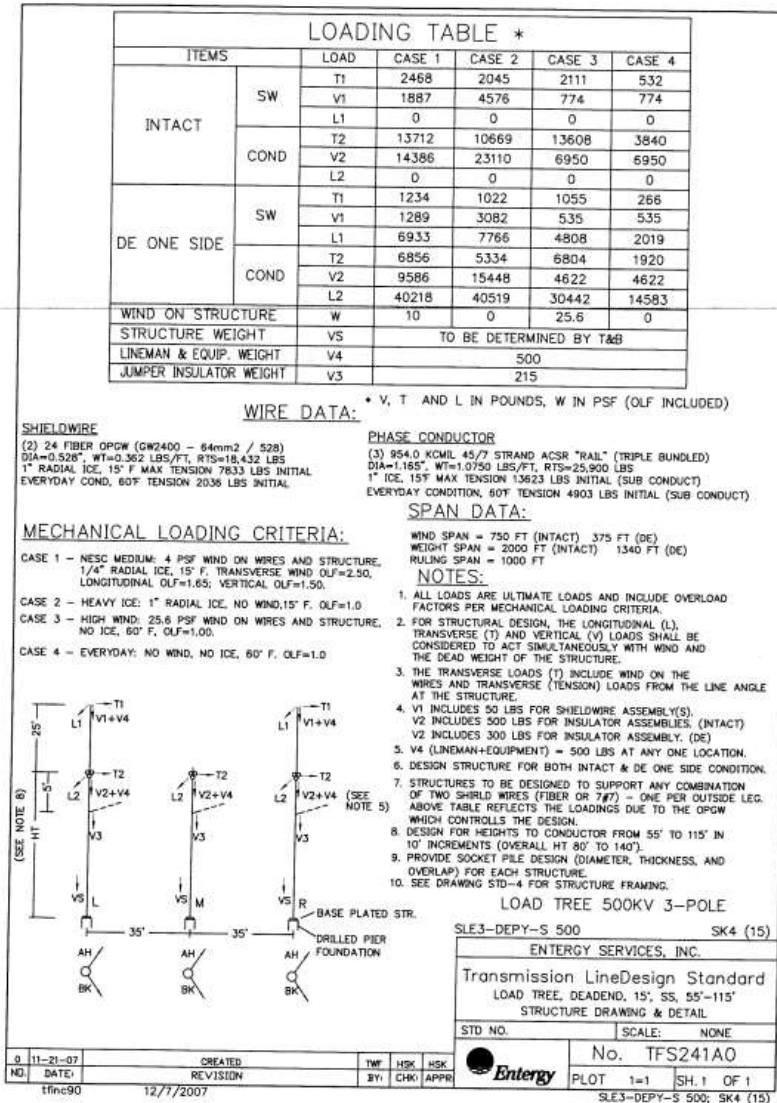 LOADING TABLE *
ITEMS LOAD CASE 1 CASE 2 CASE 3 CASE 4
INTACT
SW
T1 2468 2045 2111 532
V1 1887 4576 774 774
L1 0 0 0 0
COND
T2 13712 10669 13608 3840
V2 14386 23110 6950 6950
L2 0 0 0 0
DE ONE SIDE
SW
T1 1234 1022 1055 266
V1 1289 3082 535 535
L1 6933 7766 4808 2019
COND
T2 6856 5334 6804 1920
V2 9586 15448 4622 4622
L2 40218 40519 30442 14583
WIND ON STRUCTURE W 10 0 25.6 0
STRUCTURE WEIGHT VS TO BE DETERMINED BY T&B
LINEMAN & EQUIP. WEIGHT V4 500
JUMPER INSULATOR WEIGHT V3 215
* V, T AND L IN POUNDS, W IN PSF (OLF INCLUDED)
WIRE DATA:
SHIELDWIRE
(2) 24 FIBER OPGW (GW2400 - 64mm2 / 528)
DIA=0.528", WT=0.362 LBS/FT, RTS=18,432 LBS
1" RADIAL ICE, 15° F MAX TENSION 7833 LBS INITIAL
EVERYDAY COND, 60°F TENSION 2036 LBS INITIAL
PHASE CONDUCTOR
(3) 954.0 KCMIL 45/7 STRAND ACSR "RAIL" (TRIPLE BUNDLED)
DIA=1.165", WT=1.0750 LBS/FT, RTS=25,900 LBS
1" ICE, 15°F MAX TENSION 13623 LBS INITIAL (SUB CONDUCT)
EVERYDAY CONDITION, 60°F TENSION 4903 LBS INITIAL (SUB CONDUCT)
SPAN DATA:
WIND SPAN = 750 FT (INTACT) 375 FT (DE)
WEIGHT SPAN = 2000 FT (INTACT) 1340 FT (DE)
RULING SPAN = 1000 FT
MECHANICAL LOADING CRITERIA:
CASE 1 - NESC MEDIUM: 4 PSF WIND ON WIRES AND STRUCTURE,
1/4" RADIAL ICE, 15° F. TRANSVERSE WIND OLF=2.50,
LONGITUDINAL OLF=1.65; VERTICAL OLF=1.50.
CASE 2 - HEAVY ICE: 1" RADIAL ICE, NO WIND,15° F. OLF=1.0
CASE 3 - HIGH WIND: 25.6 PSF WIND ON WIRES AND STRUCTURE,
NO ICE, 60° F, OLF=1.00.
CASE 4 - EVERYDAY: NO WIND, NO ICE, 60° F. OLF=1.0
NOTES:
1. ALL LOADS ARE ULTIMATE LOADS AND INCLUDE OVERLOAD
FACTORS PER MECHANICAL LOADING CRITERIA.
2. FOR STRUCTURAL DESIGN, THE LONGITUDINAL (L),
TRANSVERSE (T) AND VERTICAL (V) LOADS SHALL BE
CONSIDERED TO ACT SIMULTANEOUSLY WITH WIND AND
THE DEAD WEIGHT OF THE STRUCTURE.
3. THE TRANSVERSE LOADS (T) INCLUDE WIND ON THE
WIRES AND TRANSVERSE (TENSION) LOADS FROM THE LINE ANGLE
AT THE STRUCTURE.
4. V1 INCLUDES 50 LBS FOR SHIELDWIRE ASSEMBLY(S).
V2 INCLUDES 500 LBS FOR INSULATOR ASSEMBLIES. (INTACT)
V2 INCLUDES 300 LBS FOR INSULATOR ASSEMBLY. (DE)
5. V4 (LINEMAN+EQUIPMENT) = 500 LBS AT ANY ONE LOCATION.
6. DESIGN STRUCTURE FOR BOTH INTACT & DE ONE SIDE CONDITION.
7. STRUCTURES TO BE DESIGNED TO SUPPORT ANY COMBINATION
OF TWO SHIRLD WIRES (FIBER OR 7#7) - ONE PER OUTSIDE LEG.
ABOVE TABLE REFLECTS THE LOADINGS DUE TO THE OPGW
WHICH CONTROLS THE DESIGN.
8. DESIGN FOR HEIGHTS TO CONDUCTOR FROM 55' TO 115' IN
10' INCREMENTS (OVERALL HT 80' TO 140').
9. PROVIDE SOCKET PILE DESIGN (DIAMETER, THICKNESS, AND
OVERLAP) FOR EACH STRUCTURE.
10. SEE DRAWING STD-4 FOR STRUCTURE FRAMING.
T1 T1
L1 V1+V4 L1 V1+V4
25'
T2 T2 T2
L2 V2+V4 L2 V2+V4 L2 V2+V4
(SEE NOTE 5)
5'
V3 V3 V3
(SEE NOTE 8)
HT
VS L VS M VS R
BASE PLATED STR.
35' 35'
DRILLED PIER
FOUNDATION
AH AH AH
BK BK BK
LOAD TREE 500KV 3-POLE
SLE3-DEPY-S 500 SK4 (15)
ENTERGY SERVICES, INC.
Transmission LineDesign Standard
LOAD TREE, DEADEND, 15°, SS, 55'-115'
STRUCTURE DRAWING & DETAIL
STD NO. SCALE: NONE
Entergy
No. TFS241A0
PLOT 1=1 SH. 1 OF 1
0 11-21-07 CREATED TWF HSK HSK
NO. DATE: REVISION BY: CHK: APPR:
tfinc90 12/7/2007
SLE3-DEPY-S 500; SK4 (15)